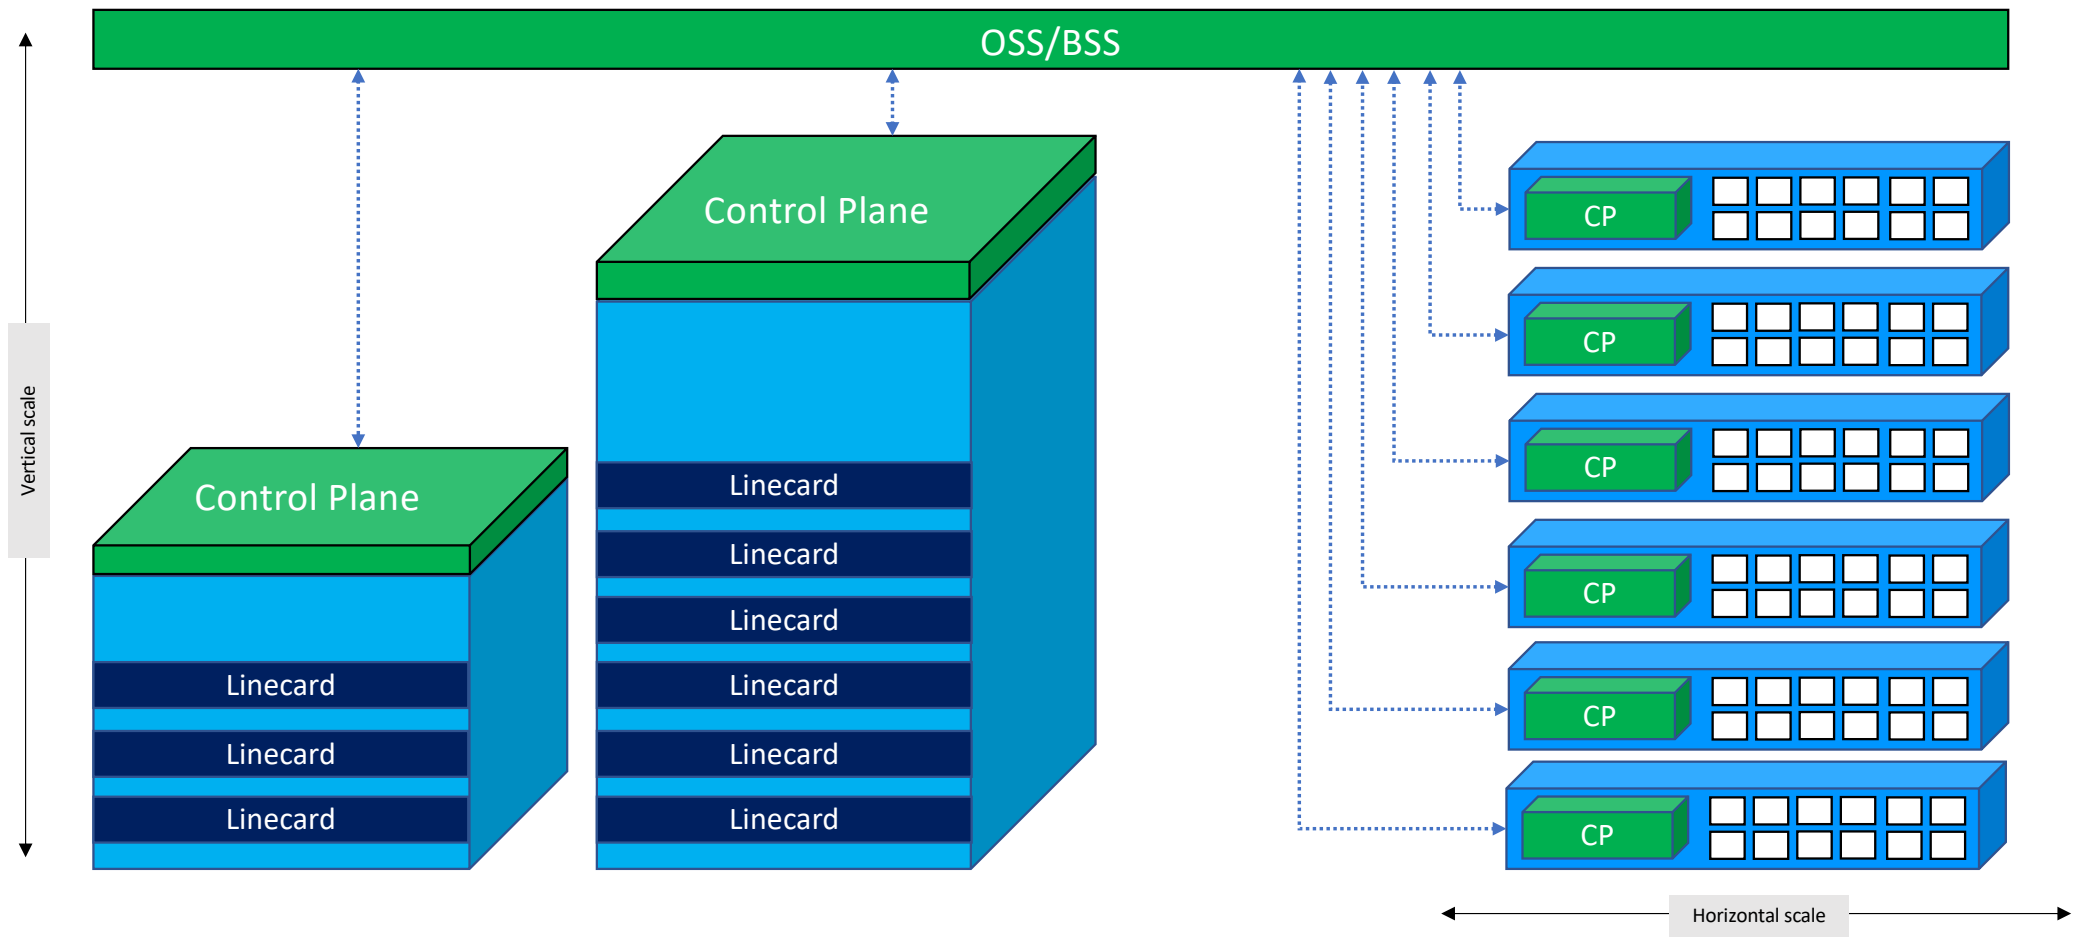 OSS/BSS
Vertical scale
Control Plane
Linecard
Linecard
Linecard
Control Plane
Linecard
Linecard
Linecard
Linecard
Linecard
Linecard
CP
CP
CP
CP
CP
CP
Horizontal scale